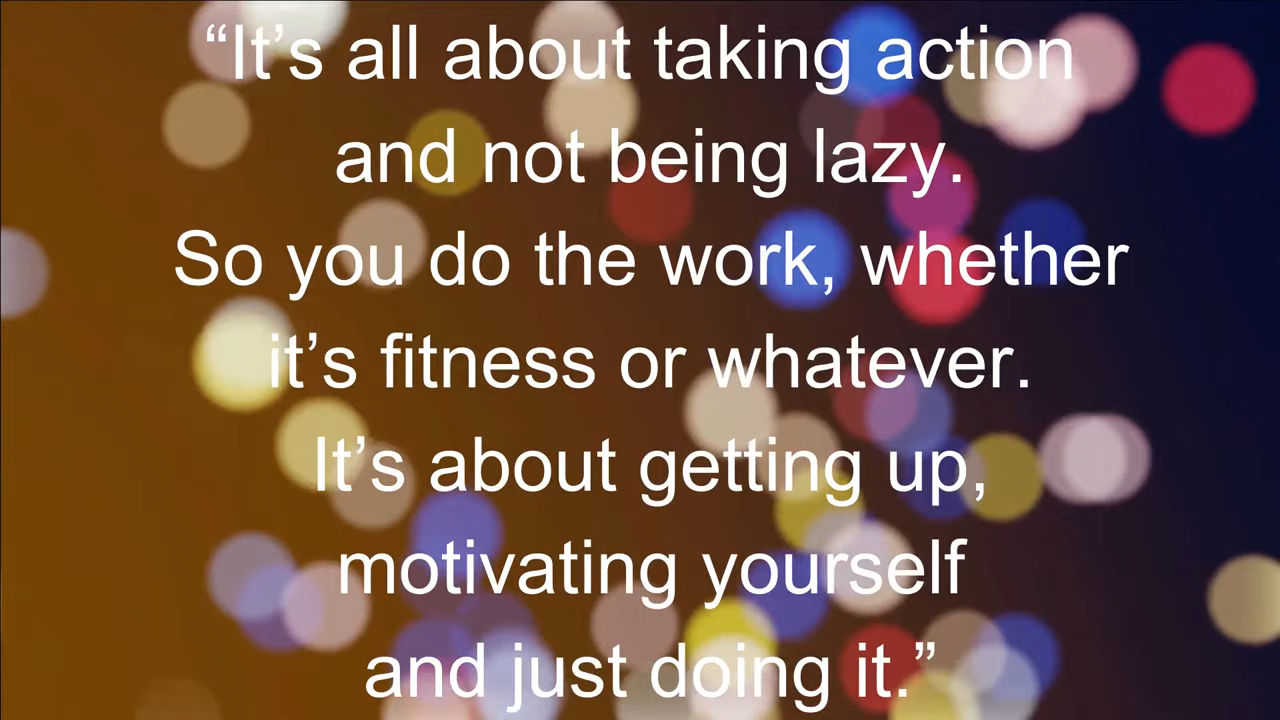 “It’s all about taking action
and not being lazy.
So you do the work, whether
it’s fitness or whatever.
It’s about getting up,
motivating yourself
and just doing it.”